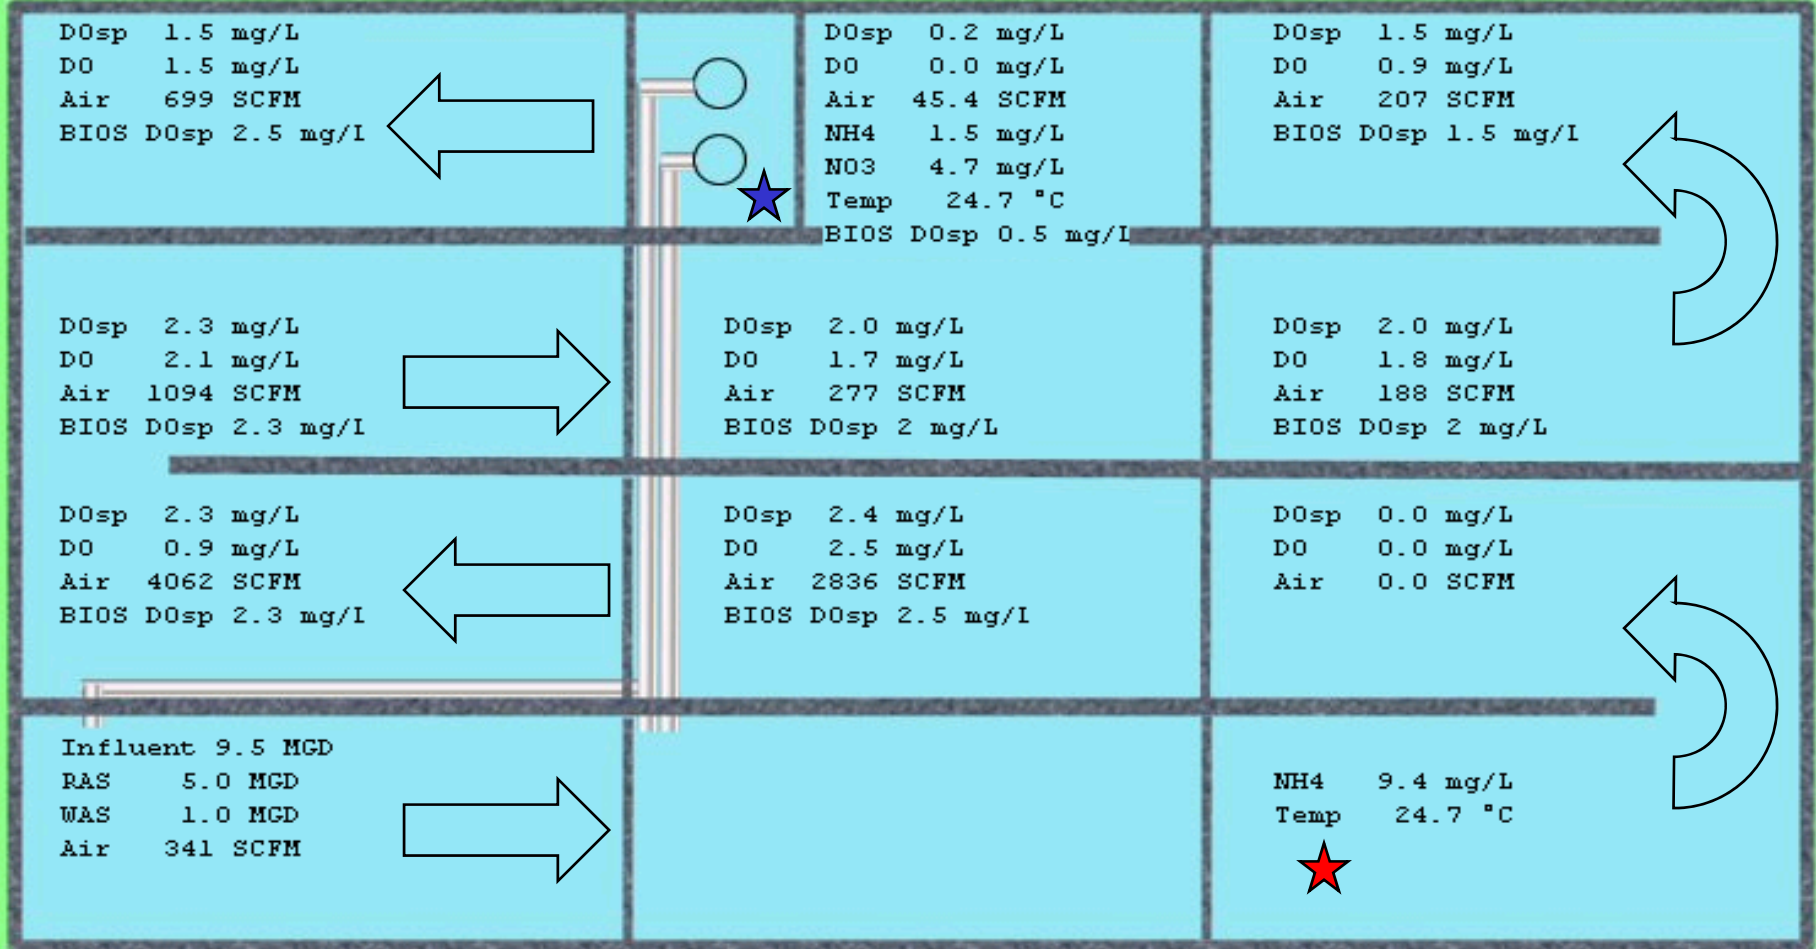 DOsp 1.5 mg/L
DO 1.5 mg/L
Air 699 SCFM
BIOS DOsp 2.5 mg/L
DOsp 0.2 mg/L
DO 0.0 mg/L
Air 45.4 SCFM
NH4 1.5 mg/L
NO3 4.7 mg/L
Temp 24.7 °C
BIOS DOsp 0.5 mg/L
DOsp 1.5 mg/L
DO 0.9 mg/L
Air 207 SCFM
BIOS DOsp 1.5 mg/L
DOsp 2.3 mg/L
DO 2.1 mg/L
Air 1094 SCFM
BIOS DOsp 2.3 mg/L
DOsp 2.0 mg/L
DO 1.7 mg/L
Air 277 SCFM
BIOS DOsp 2 mg/L
DOsp 2.0 mg/L
DO 1.8 mg/L
Air 188 SCFM
BIOS DOsp 2 mg/L
DOsp 2.3 mg/L
DO 0.9 mg/L
Air 4062 SCFM
BIOS DOsp 2.3 mg/L
DOsp 2.4 mg/L
DO 2.5 mg/L
Air 2836 SCFM
BIOS DOsp 2.5 mg/L
DOsp 0.0 mg/L
DO 0.0 mg/L
Air 0.0 SCFM
Influent 9.5 MGD
RAS 5.0 MGD
WAS 1.0 MGD
Air 341 SCFM
NH4 9.4 mg/L
Temp 24.7 °C